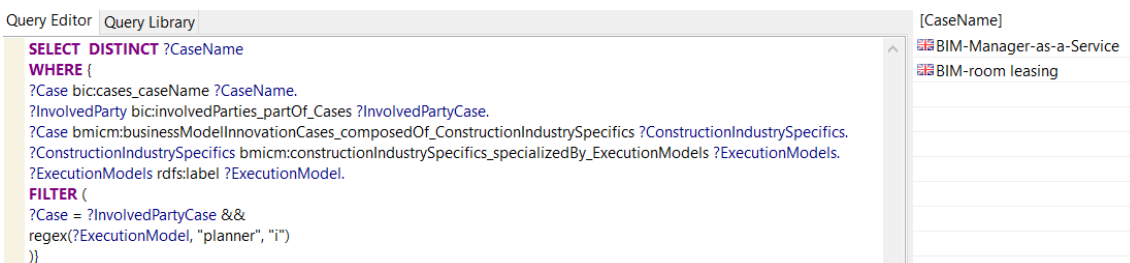 Query Editor Query Library
SELECT DISTINCT ?CaseName
WHERE {
?Case bic:cases_caseName ?CaseName.
?InvolvedParty bic:involvedParties_partOf_Cases ?InvolvedPartyCase.
?Case bmicm:businessModelInnovationCases_composedOf_ConstructionIndustrySpecifics ?ConstructionIndustrySpecifics.
?ConstructionIndustrySpecifics bmicm:constructionIndustrySpecifics_specializedBy_ExecutionModels ?ExecutionModels.
?ExecutionModels rdfs:label ?ExecutionModel.
FILTER (
?Case = ?InvolvedPartyCase &&
regex(?ExecutionModel, "planner", "i")
)}
[CaseName]
BIM-Manager-as-a-Service
BIM-room leasing